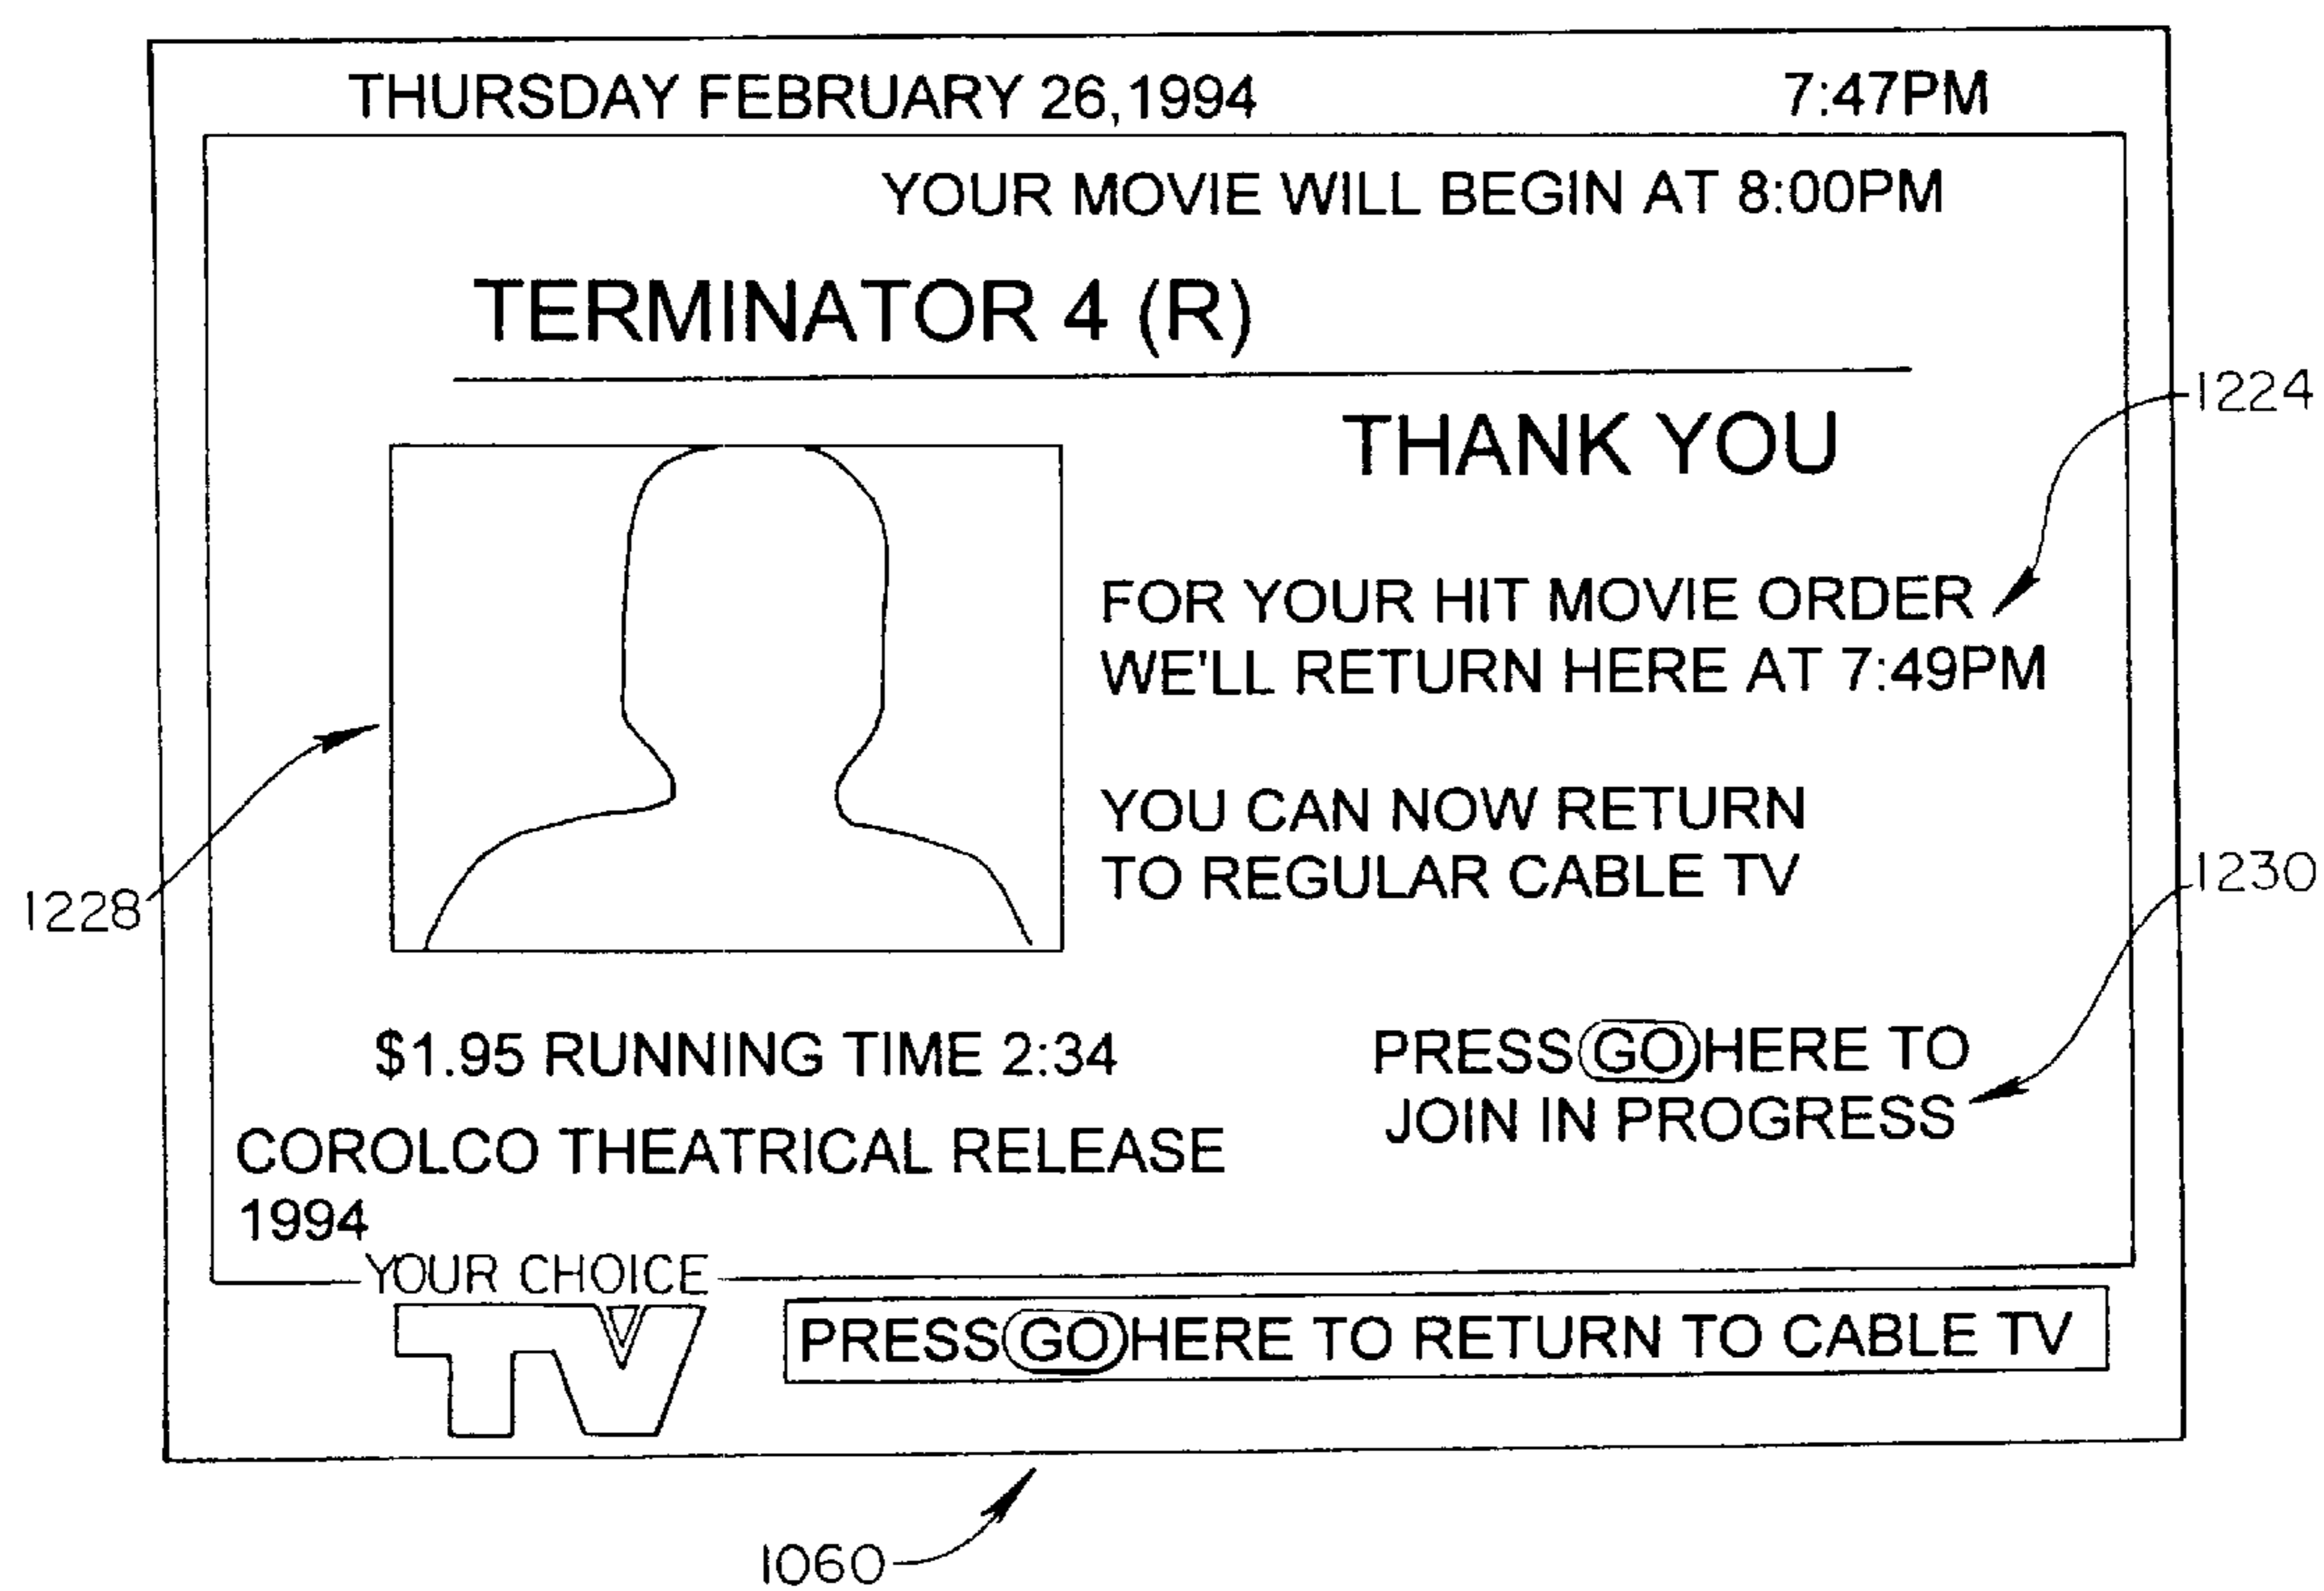 THURSDAY FEBRUARY 26,1994 7:47PM
YOUR MOVIE WILL BEGIN AT 8:00PM
TERMINATOR 4 (R)
1224
THANK YOU
FOR YOUR HIT MOVIE ORDER
WE'LL RETURN HERE AT 7:49PM
YOU CAN NOW RETURN
TO REGULAR CABLE TV
1228
1230
$1.95 RUNNING TIME 2:34
COROLCO THEATRICAL RELEASE
1994
PRESS GO HERE TO
JOIN IN PROGRESS
YOUR CHOICE
TV
PRESS GO HERE TO RETURN TO CABLE TV
1060